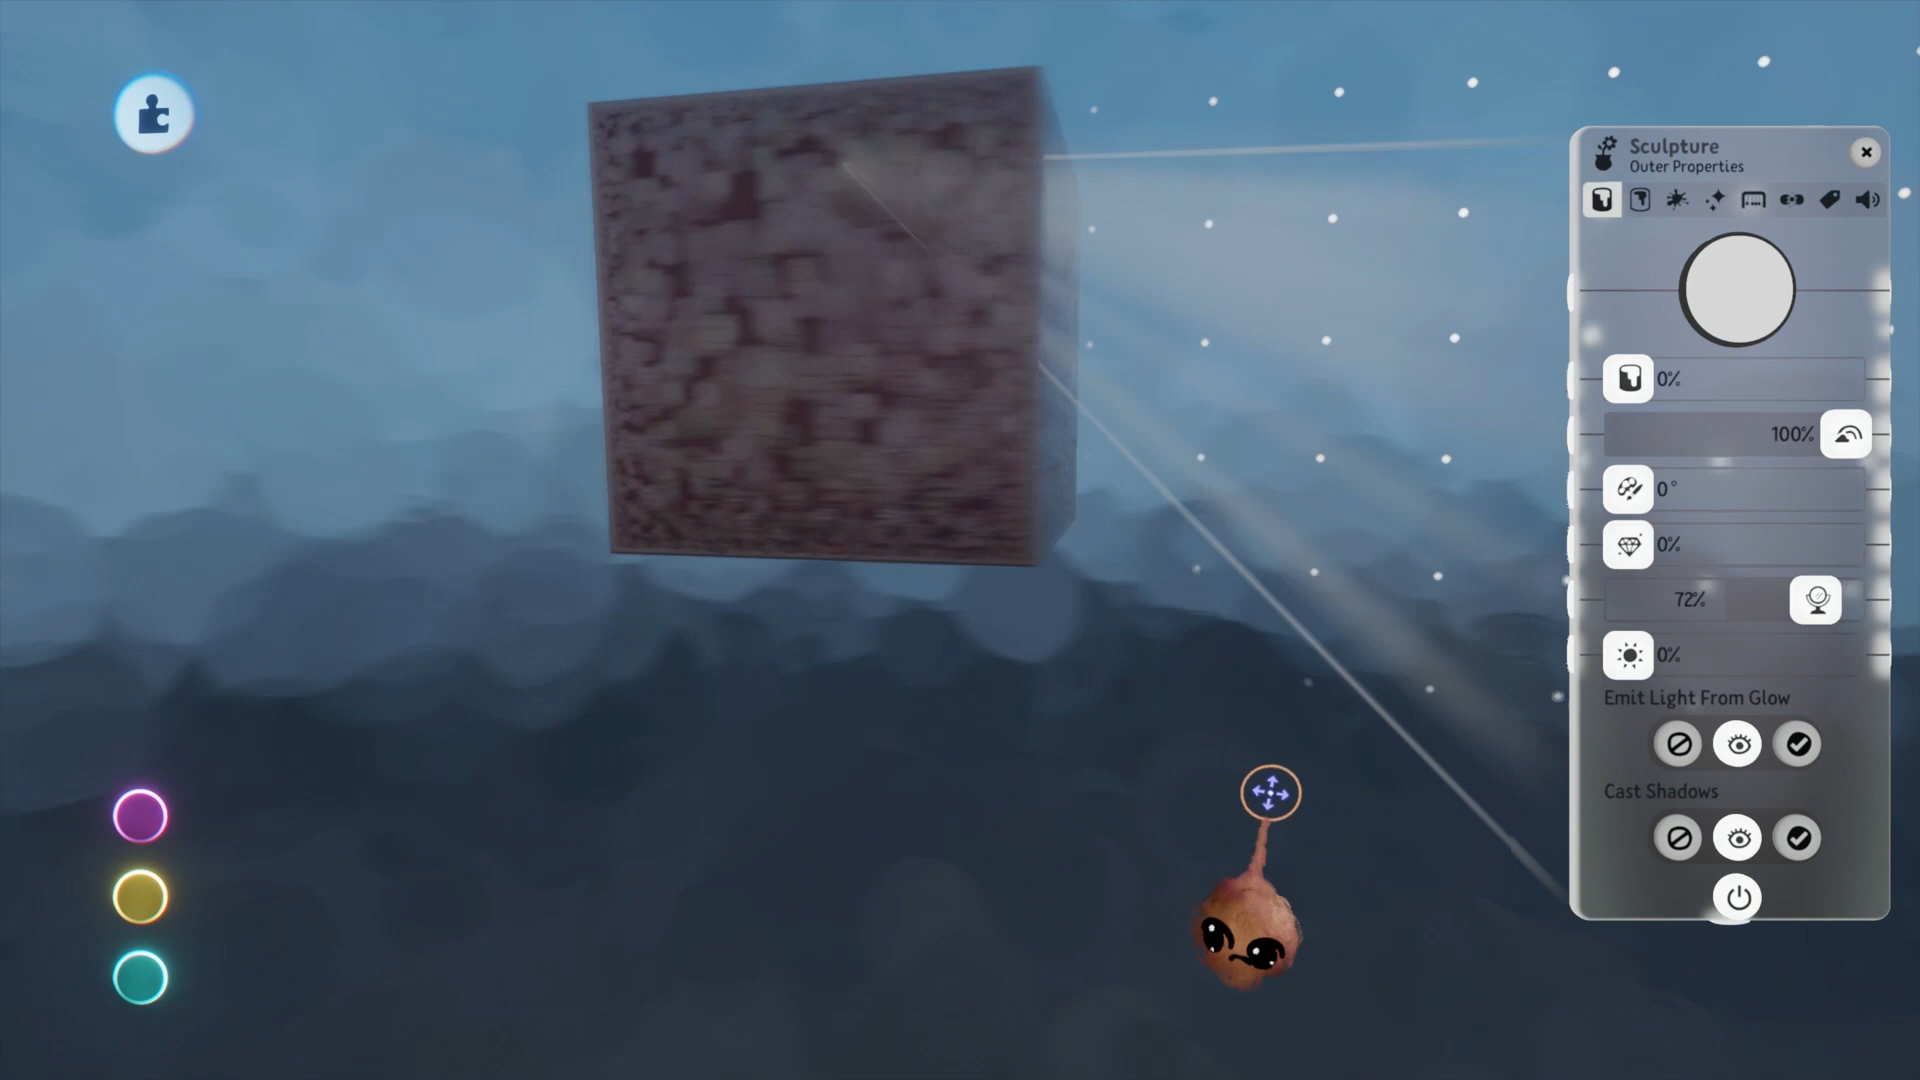 Sculpture
Outer Properties
0%
100%
0°
0%
72%
0%
Emit Light From Glow
Cast Shadows